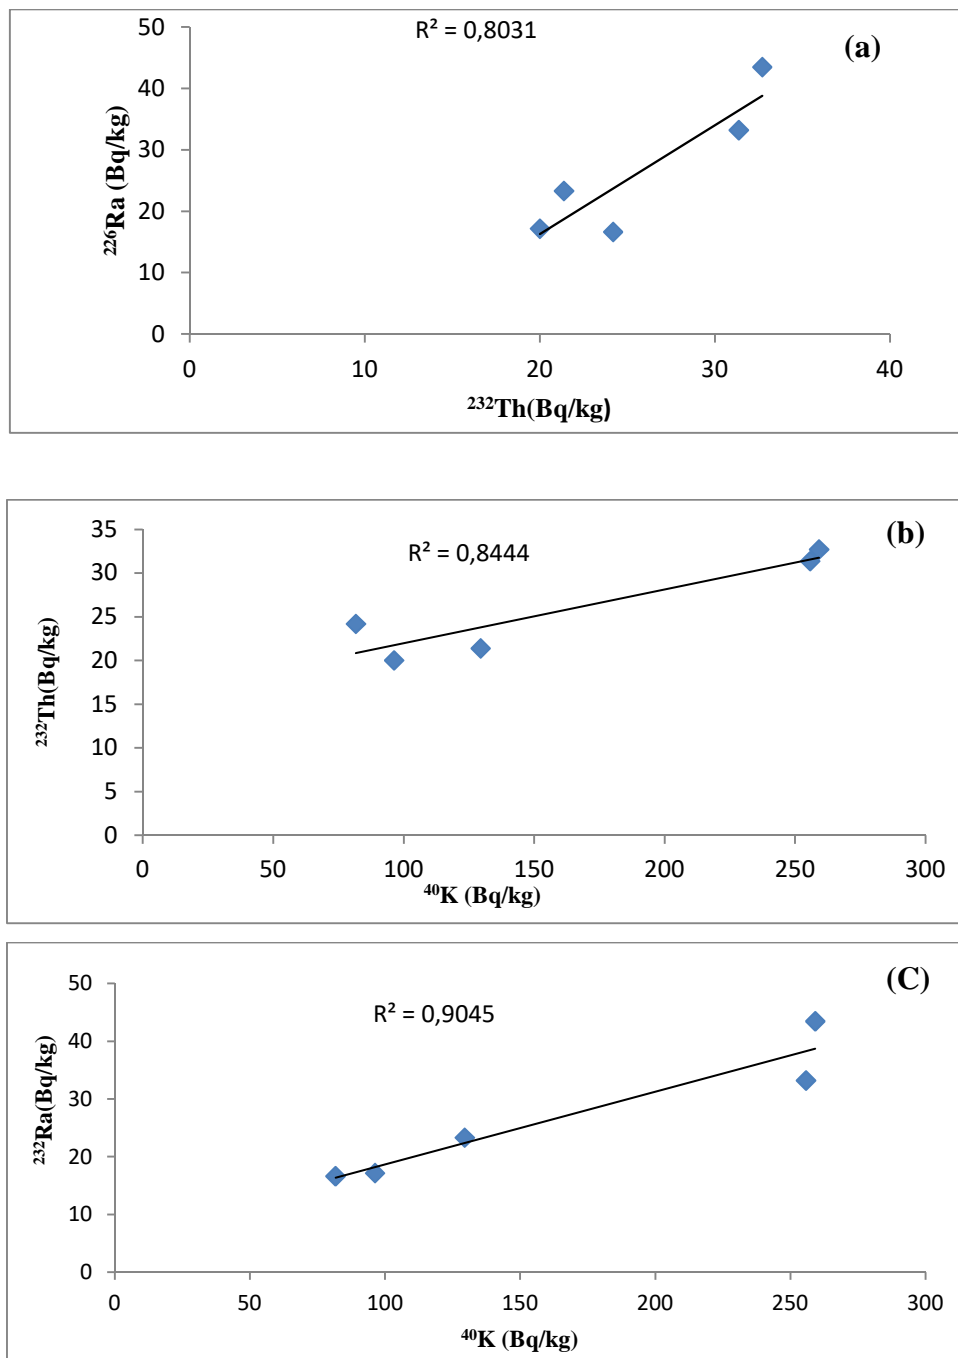 R² = 0,8031
(a)
50
40
30
20
10
0
²²⁶Ra (Bq/kg)
0 10 20 30 40
²³²Th(Bq/kg)
(b)
R² = 0,8444
35
30
25
20
15
10
5
0
²³²Th(Bq/kg)
0 50 100 150 200 250 300
⁴⁰K (Bq/kg)
(C)
R² = 0,9045
50
40
30
20
10
0
²³²Ra(Bq/kg)
0 50 100 150 200 250 300
⁴⁰K (Bq/kg)